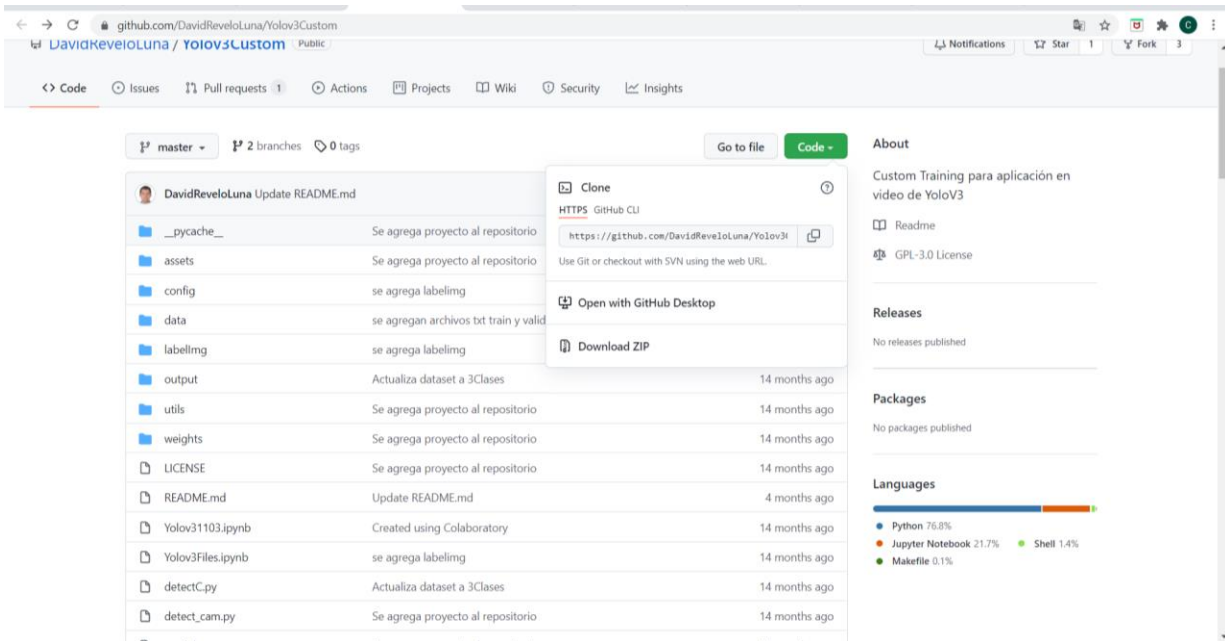 github.com/DavidReveloLuna/Yolov3Custom
C
DavidReveloLuna / Yolov3Custom Public
Notifications Star 1 Fork 3
Code Issues Pull requests 1 Actions Projects Wiki Security Insights
master 2 branches 0 tags
Go to file Code
DavidReveloLuna Update README.md
__pycache__ Se agrega proyecto al repositorio
assets Se agrega proyecto al repositorio
config se agrega labelimg
data se agregan archivos txt train y valid
labelImg se agrega labelimg
output Actualiza dataset a 3Clases 14 months ago
utils Se agrega proyecto al repositorio 14 months ago
weights Se agrega proyecto al repositorio 14 months ago
LICENSE Se agrega proyecto al repositorio 14 months ago
README.md Update README.md 4 months ago
Yolov31103.ipynb Created using Colaboratory 14 months ago
Yolov3Files.ipynb se agrega labelimg 14 months ago
detectC.py Actualiza dataset a 3Clases 14 months ago
detect_cam.py Se agrega proyecto al repositorio 14 months ago
Clone
HTTPS GitHub CLI
https://github.com/DavidReveloLuna/Yolov3
Use Git or checkout with SVN using the web URL.
Open with GitHub Desktop
Download ZIP
About
Custom Training para aplicación en
video de YoloV3
Readme
GPL-3.0 License
Releases
No releases published
Packages
No packages published
Languages
Python 76.8%
Jupyter Notebook 21.7% Shell 1.4%
Makefile 0.1%